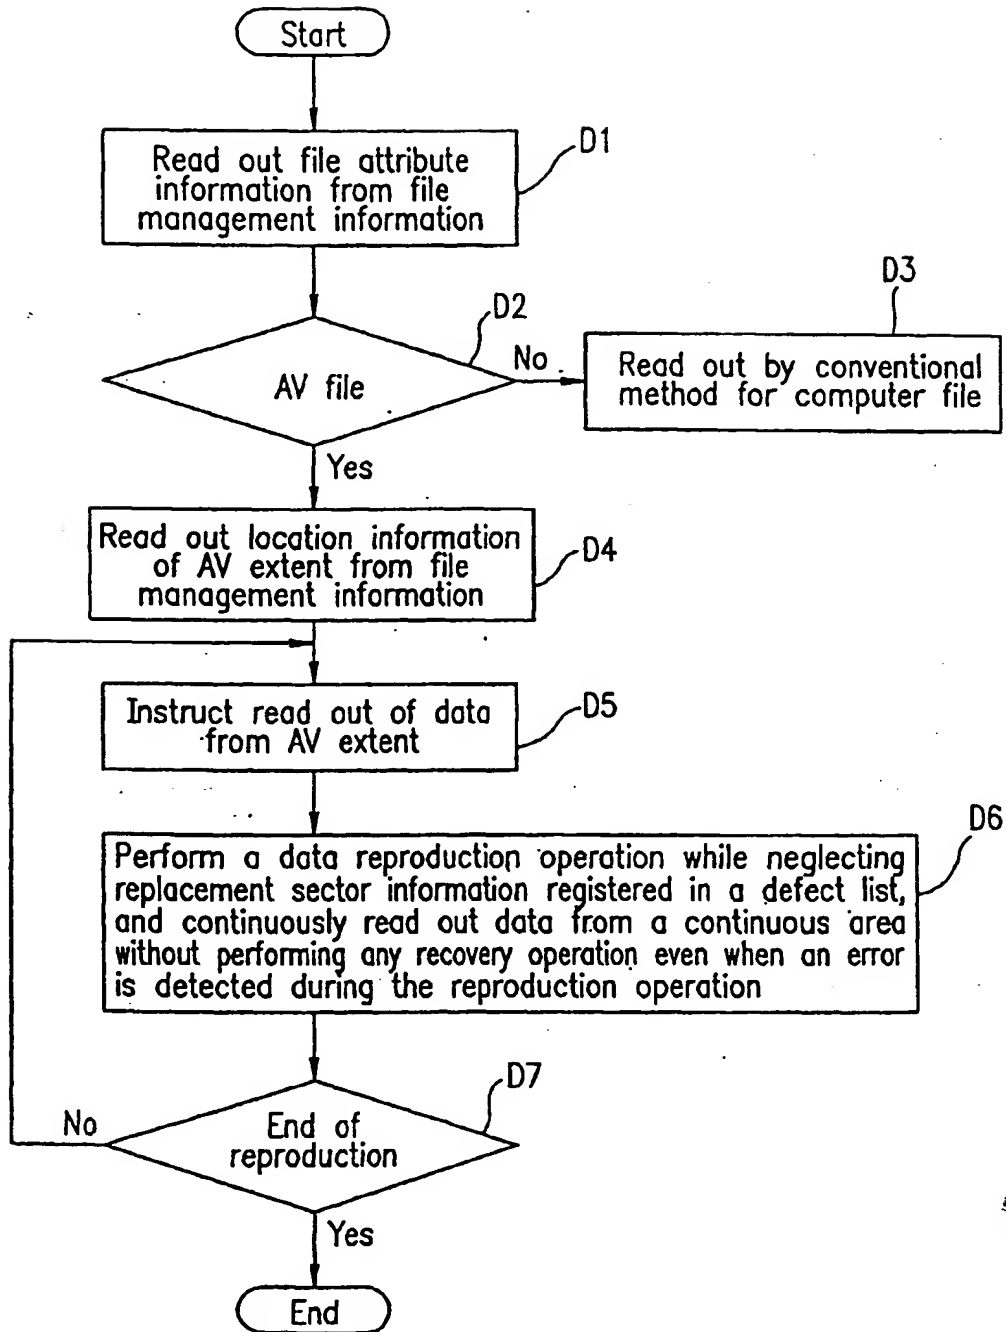 Start
D1
Read out file attribute
information from file
management information
D3
D2
No
Read out by conventional
method for computer file
AV file
Yes
Read out location information
of AV extent from file
management information
D4
Instruct read out of data
from AV extent
D5
D6
Perform a data reproduction operation while neglecting
replacement sector information registered in a defect list,
and continuously read out data from a continuous area
without performing any recovery operation even when an error
is detected during the reproduction operation
D7
No
End of
reproduction
Yes
End